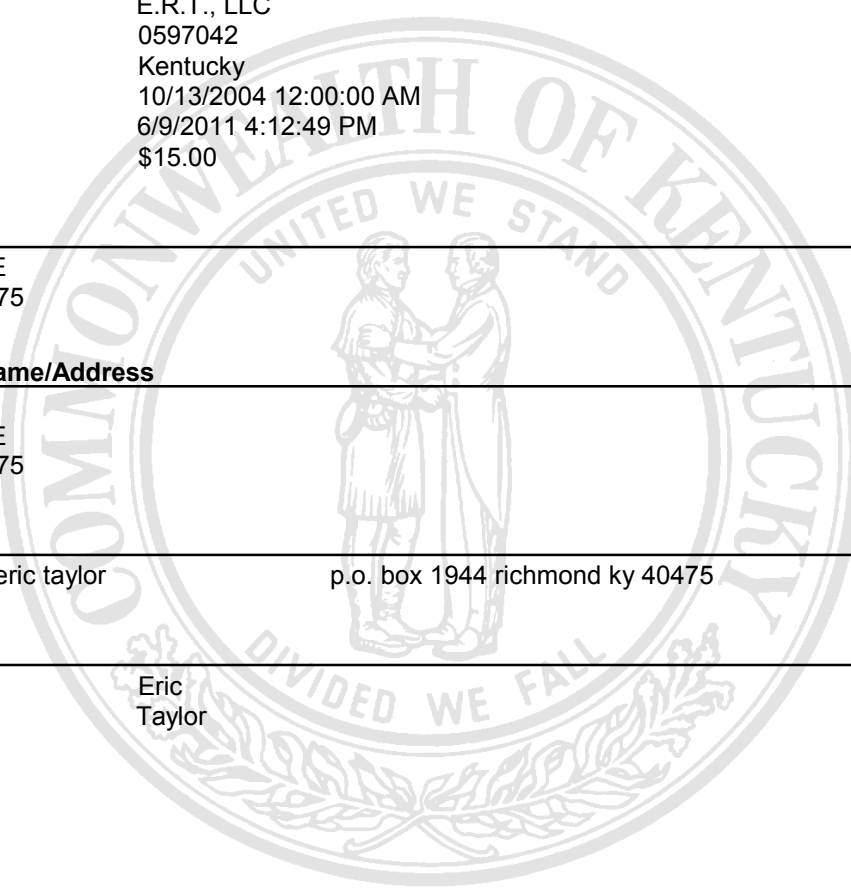 E.R.T., LLC
0597042
Kentucky
10/13/2004 12:00:00 AM
6/9/2011 4:12:49 PM
$15.00
E
75
ame/Address
E
75
eric taylor p.o. box 1944 richmond ky 40475
Eric
Taylor
COMMONWEALTH OF KENTUCKY
UNITED WE STAND
DIVIDED WE FALL